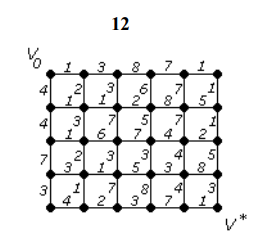 12
V0 1 3 8 7 1
4 2 3 6 7 1
1 1 2 8 5
4 3 7 5 7 1
1 6 7 4 2
7 2 3 3 4 5
3 1 5 3 8
3 1 7 8 4 3
4 2 3 7 1
V*